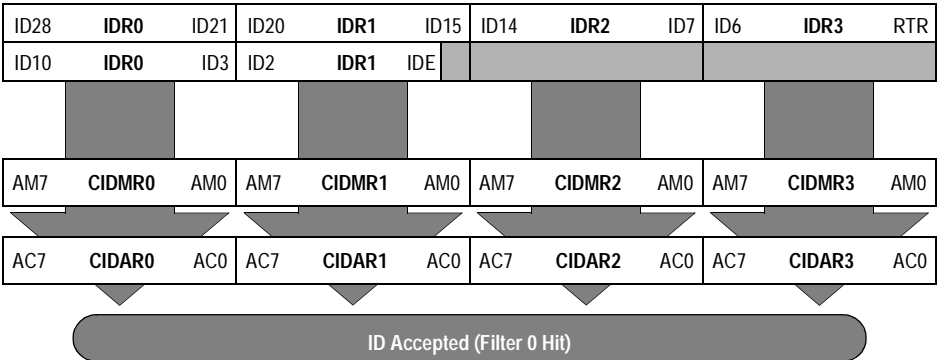 ID28 IDR0 ID21 ID20 IDR1 ID15 ID14 IDR2 ID7 ID6 IDR3 RTR
ID10 IDR0 ID3 ID2 IDR1 IDE
AM7 CIDMR0 AM0 AM7 CIDMR1 AM0 AM7 CIDMR2 AM0 AM7 CIDMR3 AM0
AC7 CIDAR0 AC0 AC7 CIDAR1 AC0 AC7 CIDAR2 AC0 AC7 CIDAR3 AC0
ID Accepted (Filter 0 Hit)